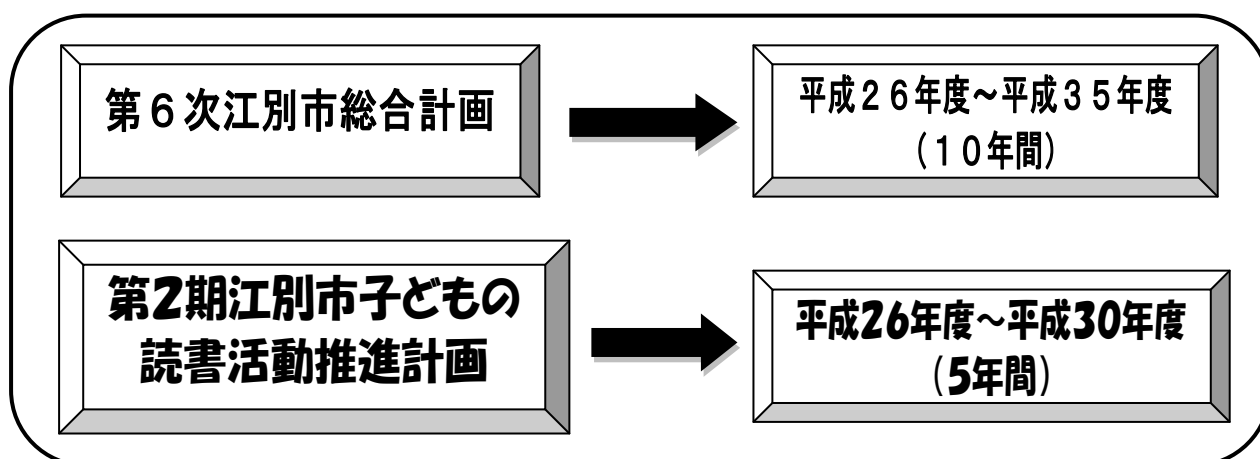 第６次江別市総合計画
平成２６年度～平成３５年度
（１０年間）
第2期江別市子どもの
読書活動推進計画
平成26年度～平成30年度
（5年間）